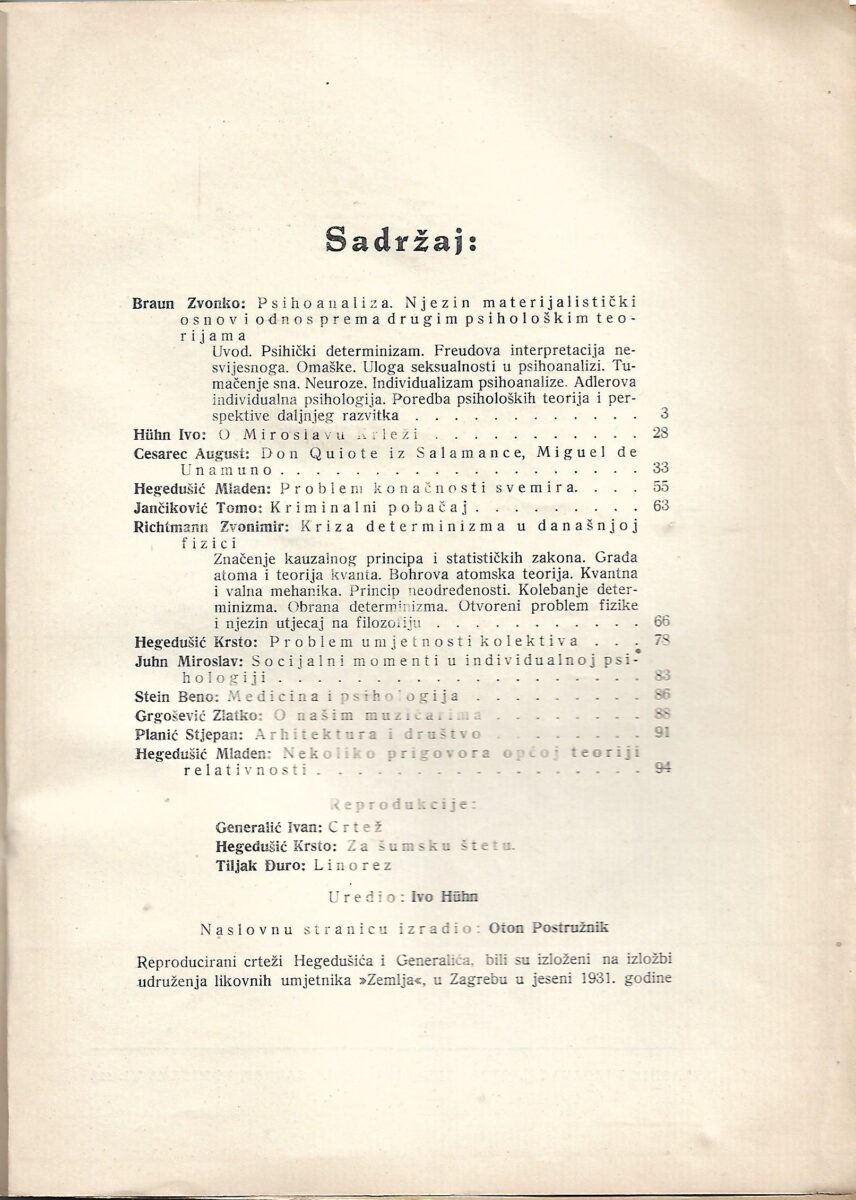 Sadržaj:
Braun Zvonko: Psihoanaliza. Njezin materijalistički
osnov i odnos prema drugim psihološkim teo-
rijama
Uvod. Psihički determinizam. Freudova interpretacija ne-
svijesnoga. Omaške. Uloga seksualnosti u psihoanalizi. Tu-
mačenje sna. Neuroze. Individualizam psihoanalize. Adlerova
individualna psihologija. Poredba psiholoških teorija i per-
spektive daljnjeg razvitka . . . . . . . . . . . . 3
Hühn Ivo: O Miroslavu Krleži . . . . . . . . . . . 28
Cesarec August: Don Quiote iz Salamance, Miguel de
Unamuno . . . . . . . . . . . . . . . . . . . 33
Hegedušić Mladen: Problem konačnosti svemira. . . . 55
Jančiković Tomo: Kriminalni pobačaj . . . . . . . . . 63
Richtmann Zvonimir: Kriza determinizma u današnjoj
fizici
Značenje kauzalnog principa i statističkih zakona. Građa
atoma i teorija kvanta. Bohrova atomska teorija. Kvantna
i valna mehanika. Princip neodređenosti. Kolebanje deter-
minizma. Obrana determinizma. Otvoreni problem fizike
i njezin utjecaj na filozofiju . . . . . . . . . . . 66
Hegedušić Krsto: Problem umjetnosti kolektiva . . . 78
Juhn Miroslav: Socijalni momenti u individualnoj psi-
hologiji . . . . . . . . . . . . . . . . . . . 83
Stein Beno: Medicina i psihologija . . . . . . . . . 86
Grgošević Zlatko: O našim muzičarima . . . . . . . . 88
Planić Stjepan: Arhitektura i društvo . . . . . . . . 91
Hegedušić Mladen: Nekoliko prigovora općoj teoriji
relativnosti . . . . . . . . . . . . . . . . . 94
Reprodukcije:
Generalić Ivan: Crtež
Hegedušić Krsto: Za šumsku štetu.
Tiljak Đuro: Linorez
Uredio: Ivo Hühn
Naslovnu stranicu izradio: Oton Postružnik
Reproducirani crteži Hegedušića i Generalića, bili su izloženi na izložbi
udruženja likovnih umjetnika »Zemlja«, u Zagrebu u jeseni 1931. godine